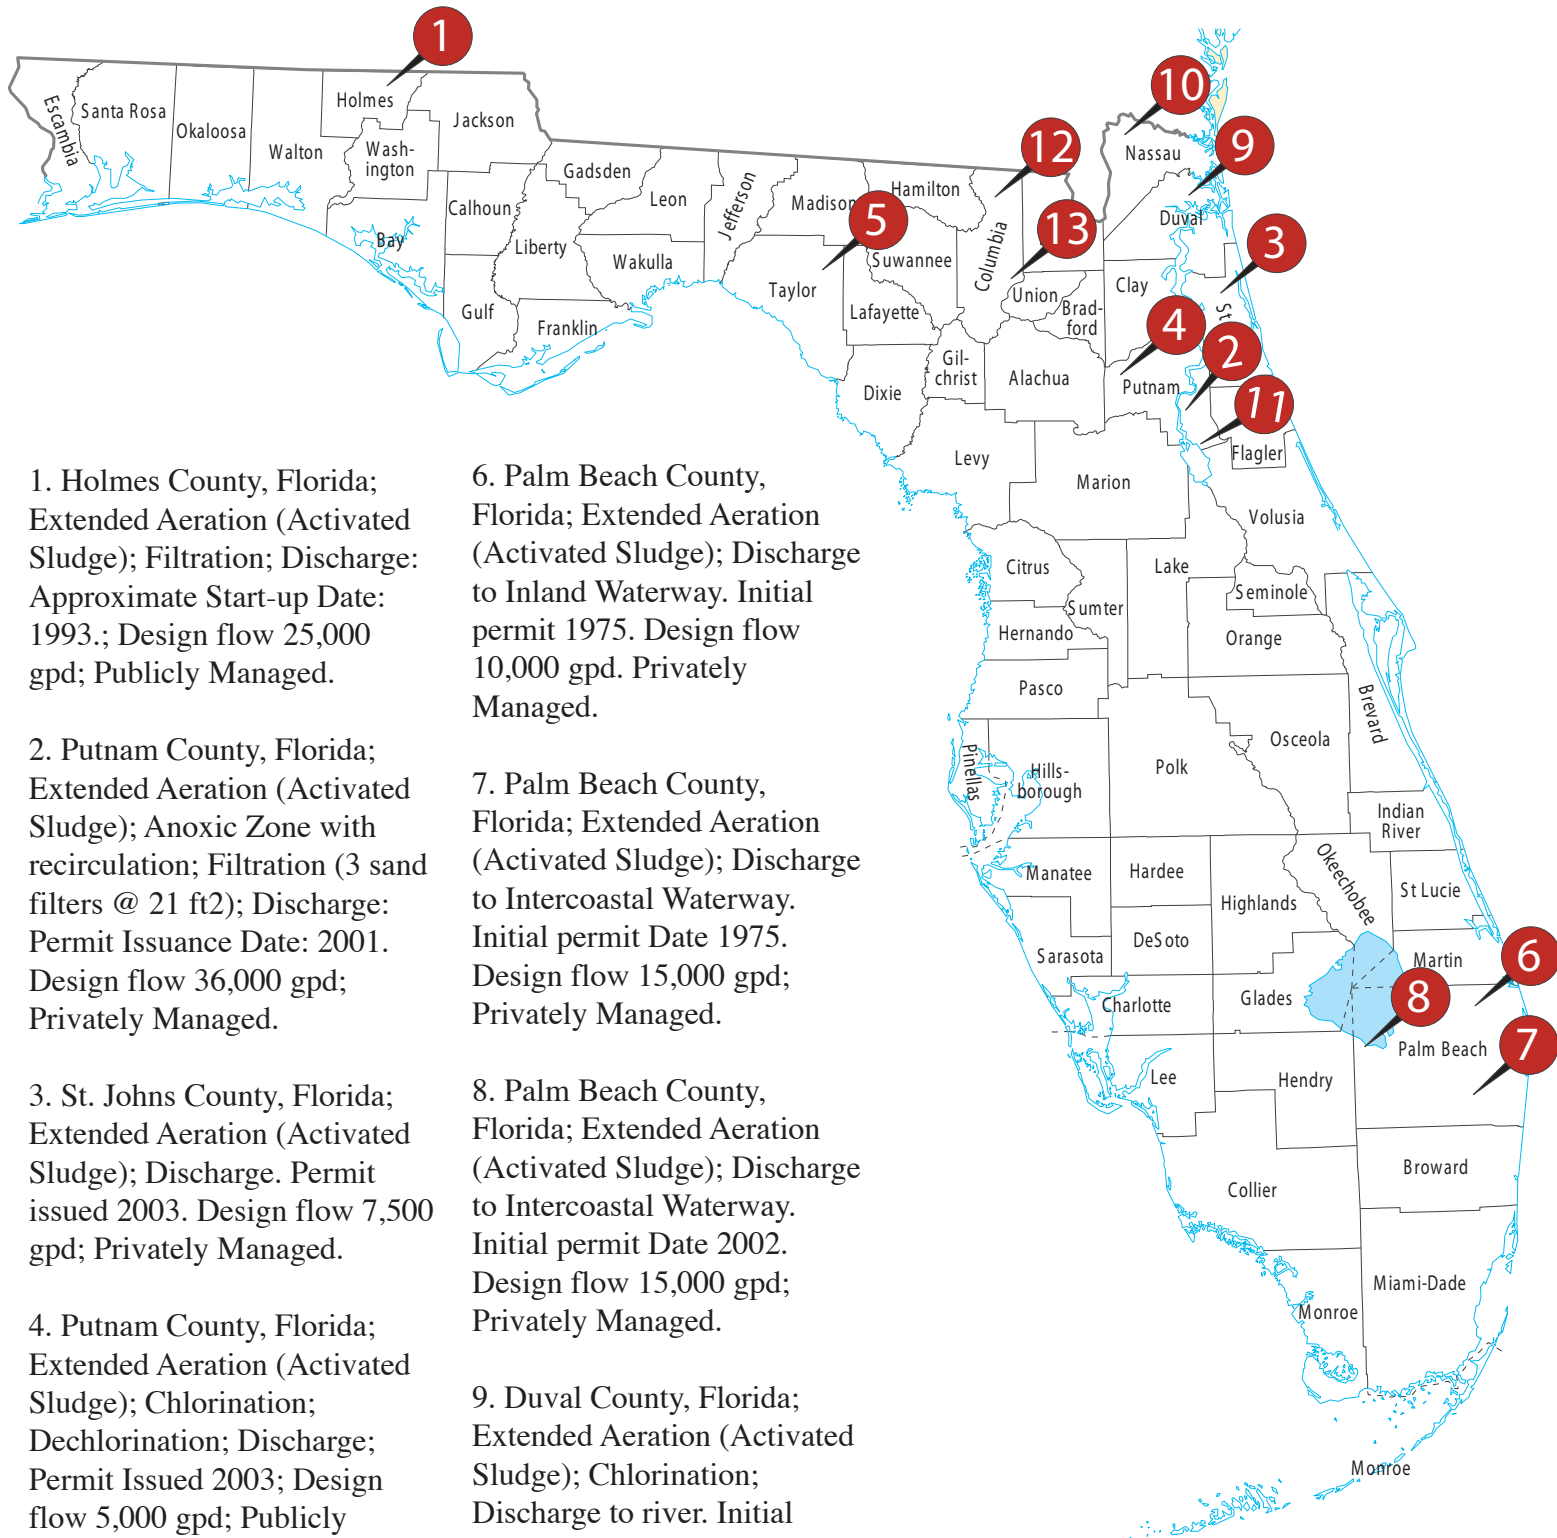 1
10
12
9
5
13
3
4
2
11
6
8
7
Escambia
Santa Rosa
Okaloosa
Walton
Holmes
Wash-
ington
Jackson
Bay
Calhoun
Gulf
Liberty
Gadsden
Franklin
Leon
Wakulla
Jefferson
Madison
Taylor
Hamilton
Suwannee
Lafayette
Dixie
Columbia
Gil-
christ
Union
Brad-
ford
Alachua
Levy
Nassau
Duval
Clay
St
Putnam
Flagler
Marion
Volusia
Citrus
Sumter
Lake
Hernando
Seminole
Orange
Pasco
Pinellas
Hills-
borough
Polk
Osceola
Brevard
Indian
River
Manatee
Hardee
Highlands
Okeechobee
St Lucie
Sarasota
DeSoto
Martin
Charlotte
Glades
Palm Beach
Lee
Hendry
Collier
Broward
Miami-Dade
Monroe
Monroe
1. Holmes County, Florida;
Extended Aeration (Activated
Sludge); Filtration; Discharge:
Approximate Start-up Date:
1993.; Design flow 25,000
gpd; Publicly Managed.
2. Putnam County, Florida;
Extended Aeration (Activated
Sludge); Anoxic Zone with
recirculation; Filtration (3 sand
filters @ 21 ft2); Discharge:
Permit Issuance Date: 2001.
Design flow 36,000 gpd;
Privately Managed.
3. St. Johns County, Florida;
Extended Aeration (Activated
Sludge); Discharge. Permit
issued 2003. Design flow 7,500
gpd; Privately Managed.
4. Putnam County, Florida;
Extended Aeration (Activated
Sludge); Chlorination;
Dechlorination; Discharge;
Permit Issued 2003; Design
flow 5,000 gpd; Publicly
6. Palm Beach County,
Florida; Extended Aeration
(Activated Sludge); Discharge
to Inland Waterway. Initial
permit 1975. Design flow
10,000 gpd. Privately
Managed.
7. Palm Beach County,
Florida; Extended Aeration
(Activated Sludge); Discharge
to Intercoastal Waterway.
Initial permit Date 1975.
Design flow 15,000 gpd;
Privately Managed.
8. Palm Beach County,
Florida; Extended Aeration
(Activated Sludge); Discharge
to Intercoastal Waterway.
Initial permit Date 2002.
Design flow 15,000 gpd;
Privately Managed.
9. Duval County, Florida;
Extended Aeration (Activated
Sludge); Chlorination;
Discharge to river. Initial